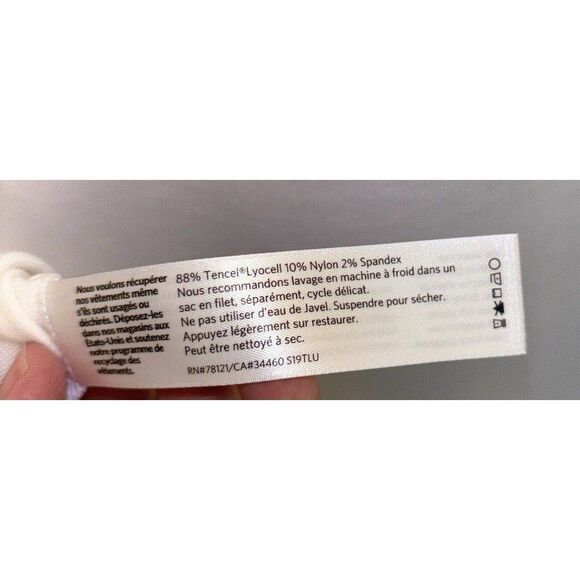 Nous voulons récupérer
nos vêtements même
s'ils sont usagés ou
déchirés. Déposez-les
dans nos magasins aux
États-Unis et soutenez
notre programme de
recyclage des
vêtements.
88% Tencel®Lyocell 10% Nylon 2% Spandex
Nous recommandons lavage en machine à froid dans un
sac en filet, séparément, cycle délicat.
Ne pas utiliser d'eau de Javel. Suspendre pour sécher.
Appuyez légèrement sur restaurer.
Peut être nettoyé à sec.
RN#78121/CA#34460 S19TLU